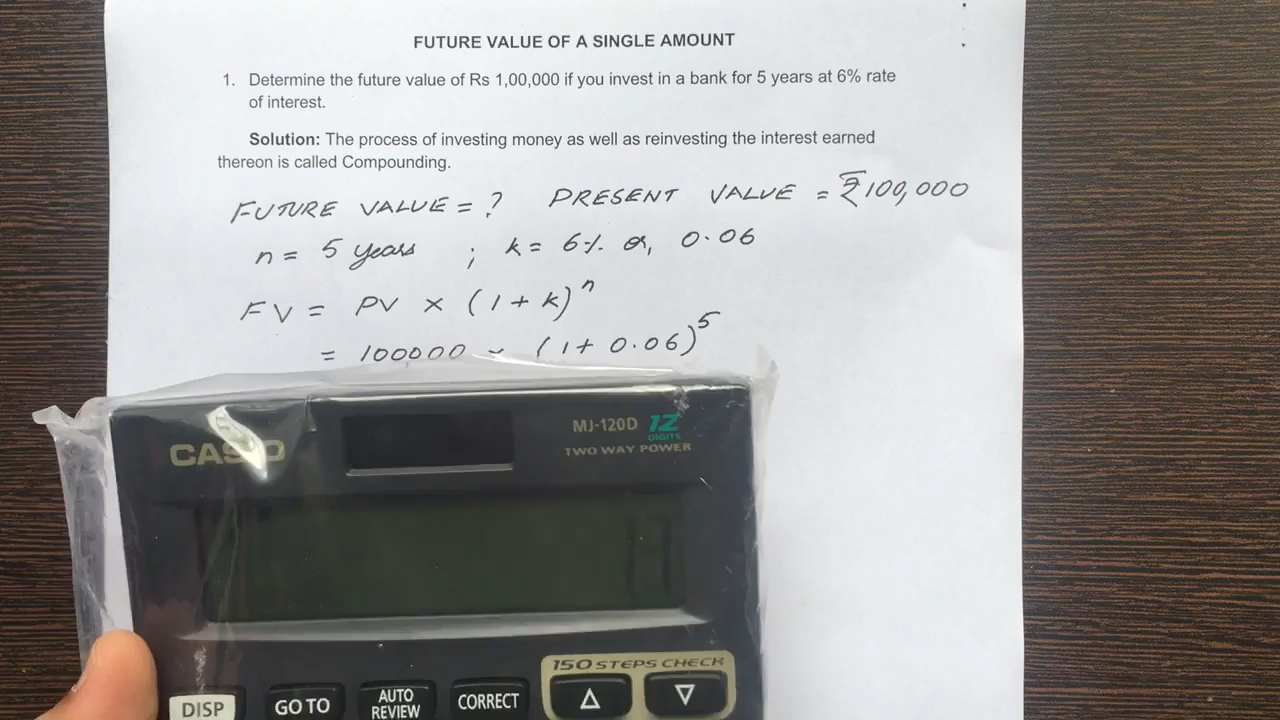 FUTURE VALUE OF A SINGLE AMOUNT
1. Determine the future value of Rs 1,00,000 if you invest in a bank for 5 years at 6% rate
of interest.
Solution: The process of investing money as well as reinvesting the interest earned
thereon is called Compounding.
FUTURE VALUE = ? PRESENT VALUE = ₹100,000
n = 5 years ; k = 6% or, 0.06
FV = PV × (1 + k)^n
= 100000 × (1 + 0.06)^5
CASIO
MJ-120D 12
DIGITS
TWO WAY POWER
0
150 STEPS CHECK
DISP GO TO AUTO REVIEW CORRECT △ ▽